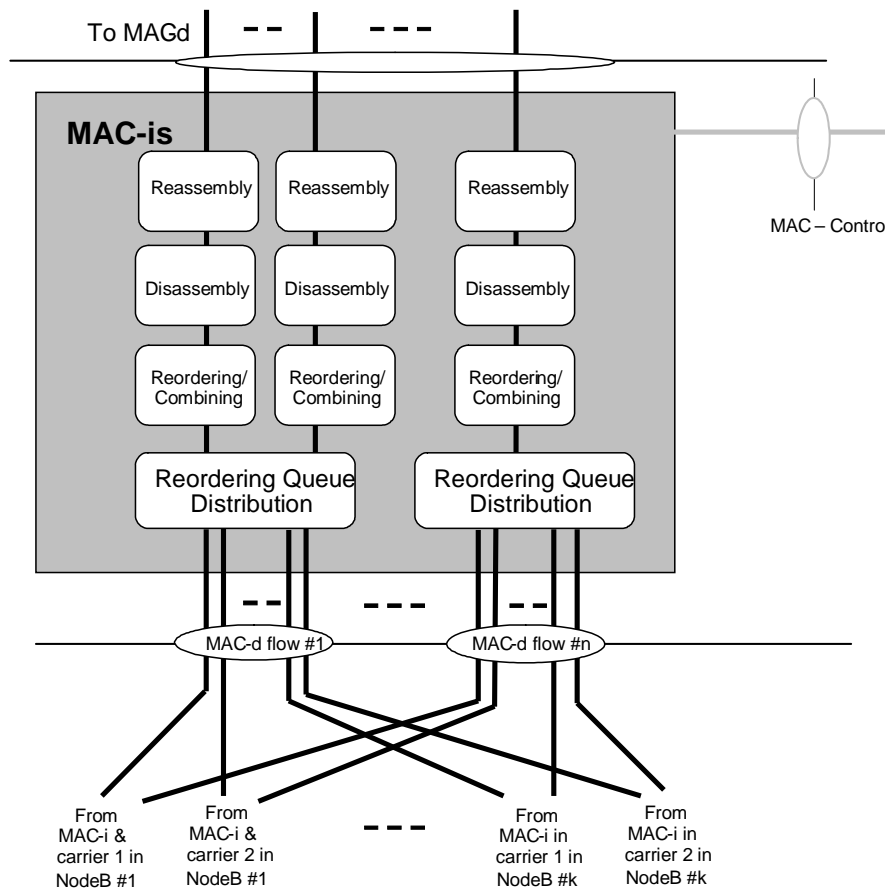 To MAGd
MAC-is
Reassembly
Reassembly
Reassembly
MAC – Contro
Disassembly
Disassembly
Disassembly
Reordering/
Combining
Reordering/
Combining
Reordering/
Combining
Reordering Queue
Distribution
Reordering Queue
Distribution
MAC-d flow #1
MAC-d flow #n
From
MAC-i &
carrier 1 in
NodeB #1
From
MAC-i &
carrier 2 in
NodeB #1
From
MAC-i in
carrier 1 in
NodeB #k
From
MAC-i in
carrier 2 in
NodeB #k